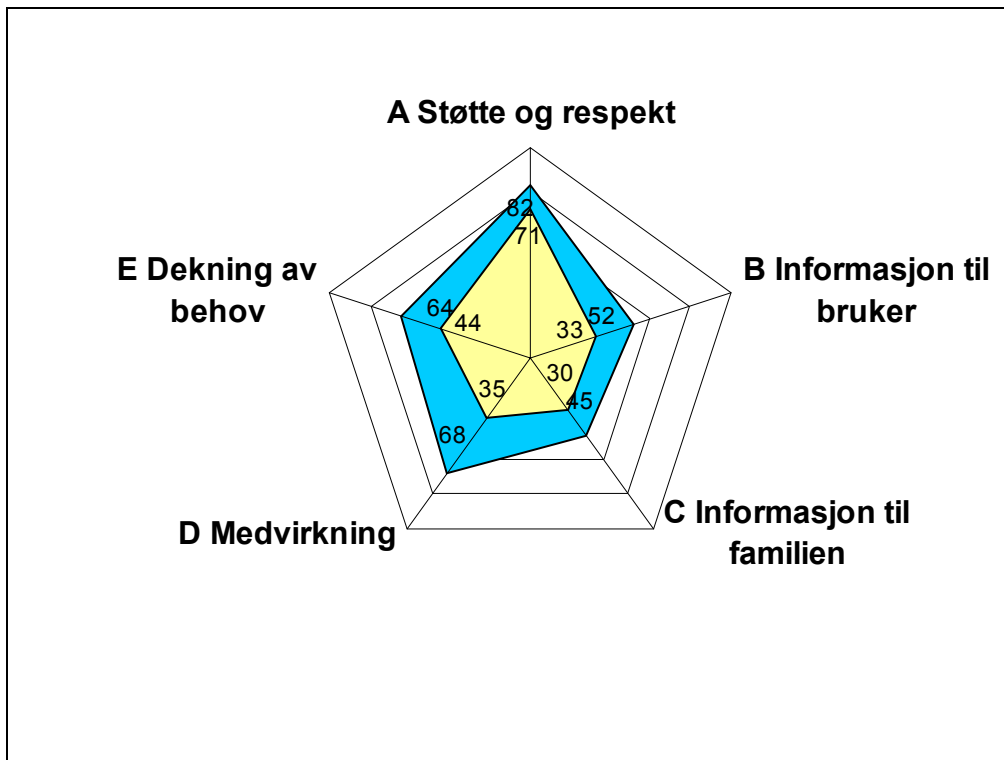 A Støtte og respekt
82
71
E Dekning av
behov
B Informasjon til
bruker
64
44
52
33
30
35
45
68
D Medvirkning
C Informasjon til
familien